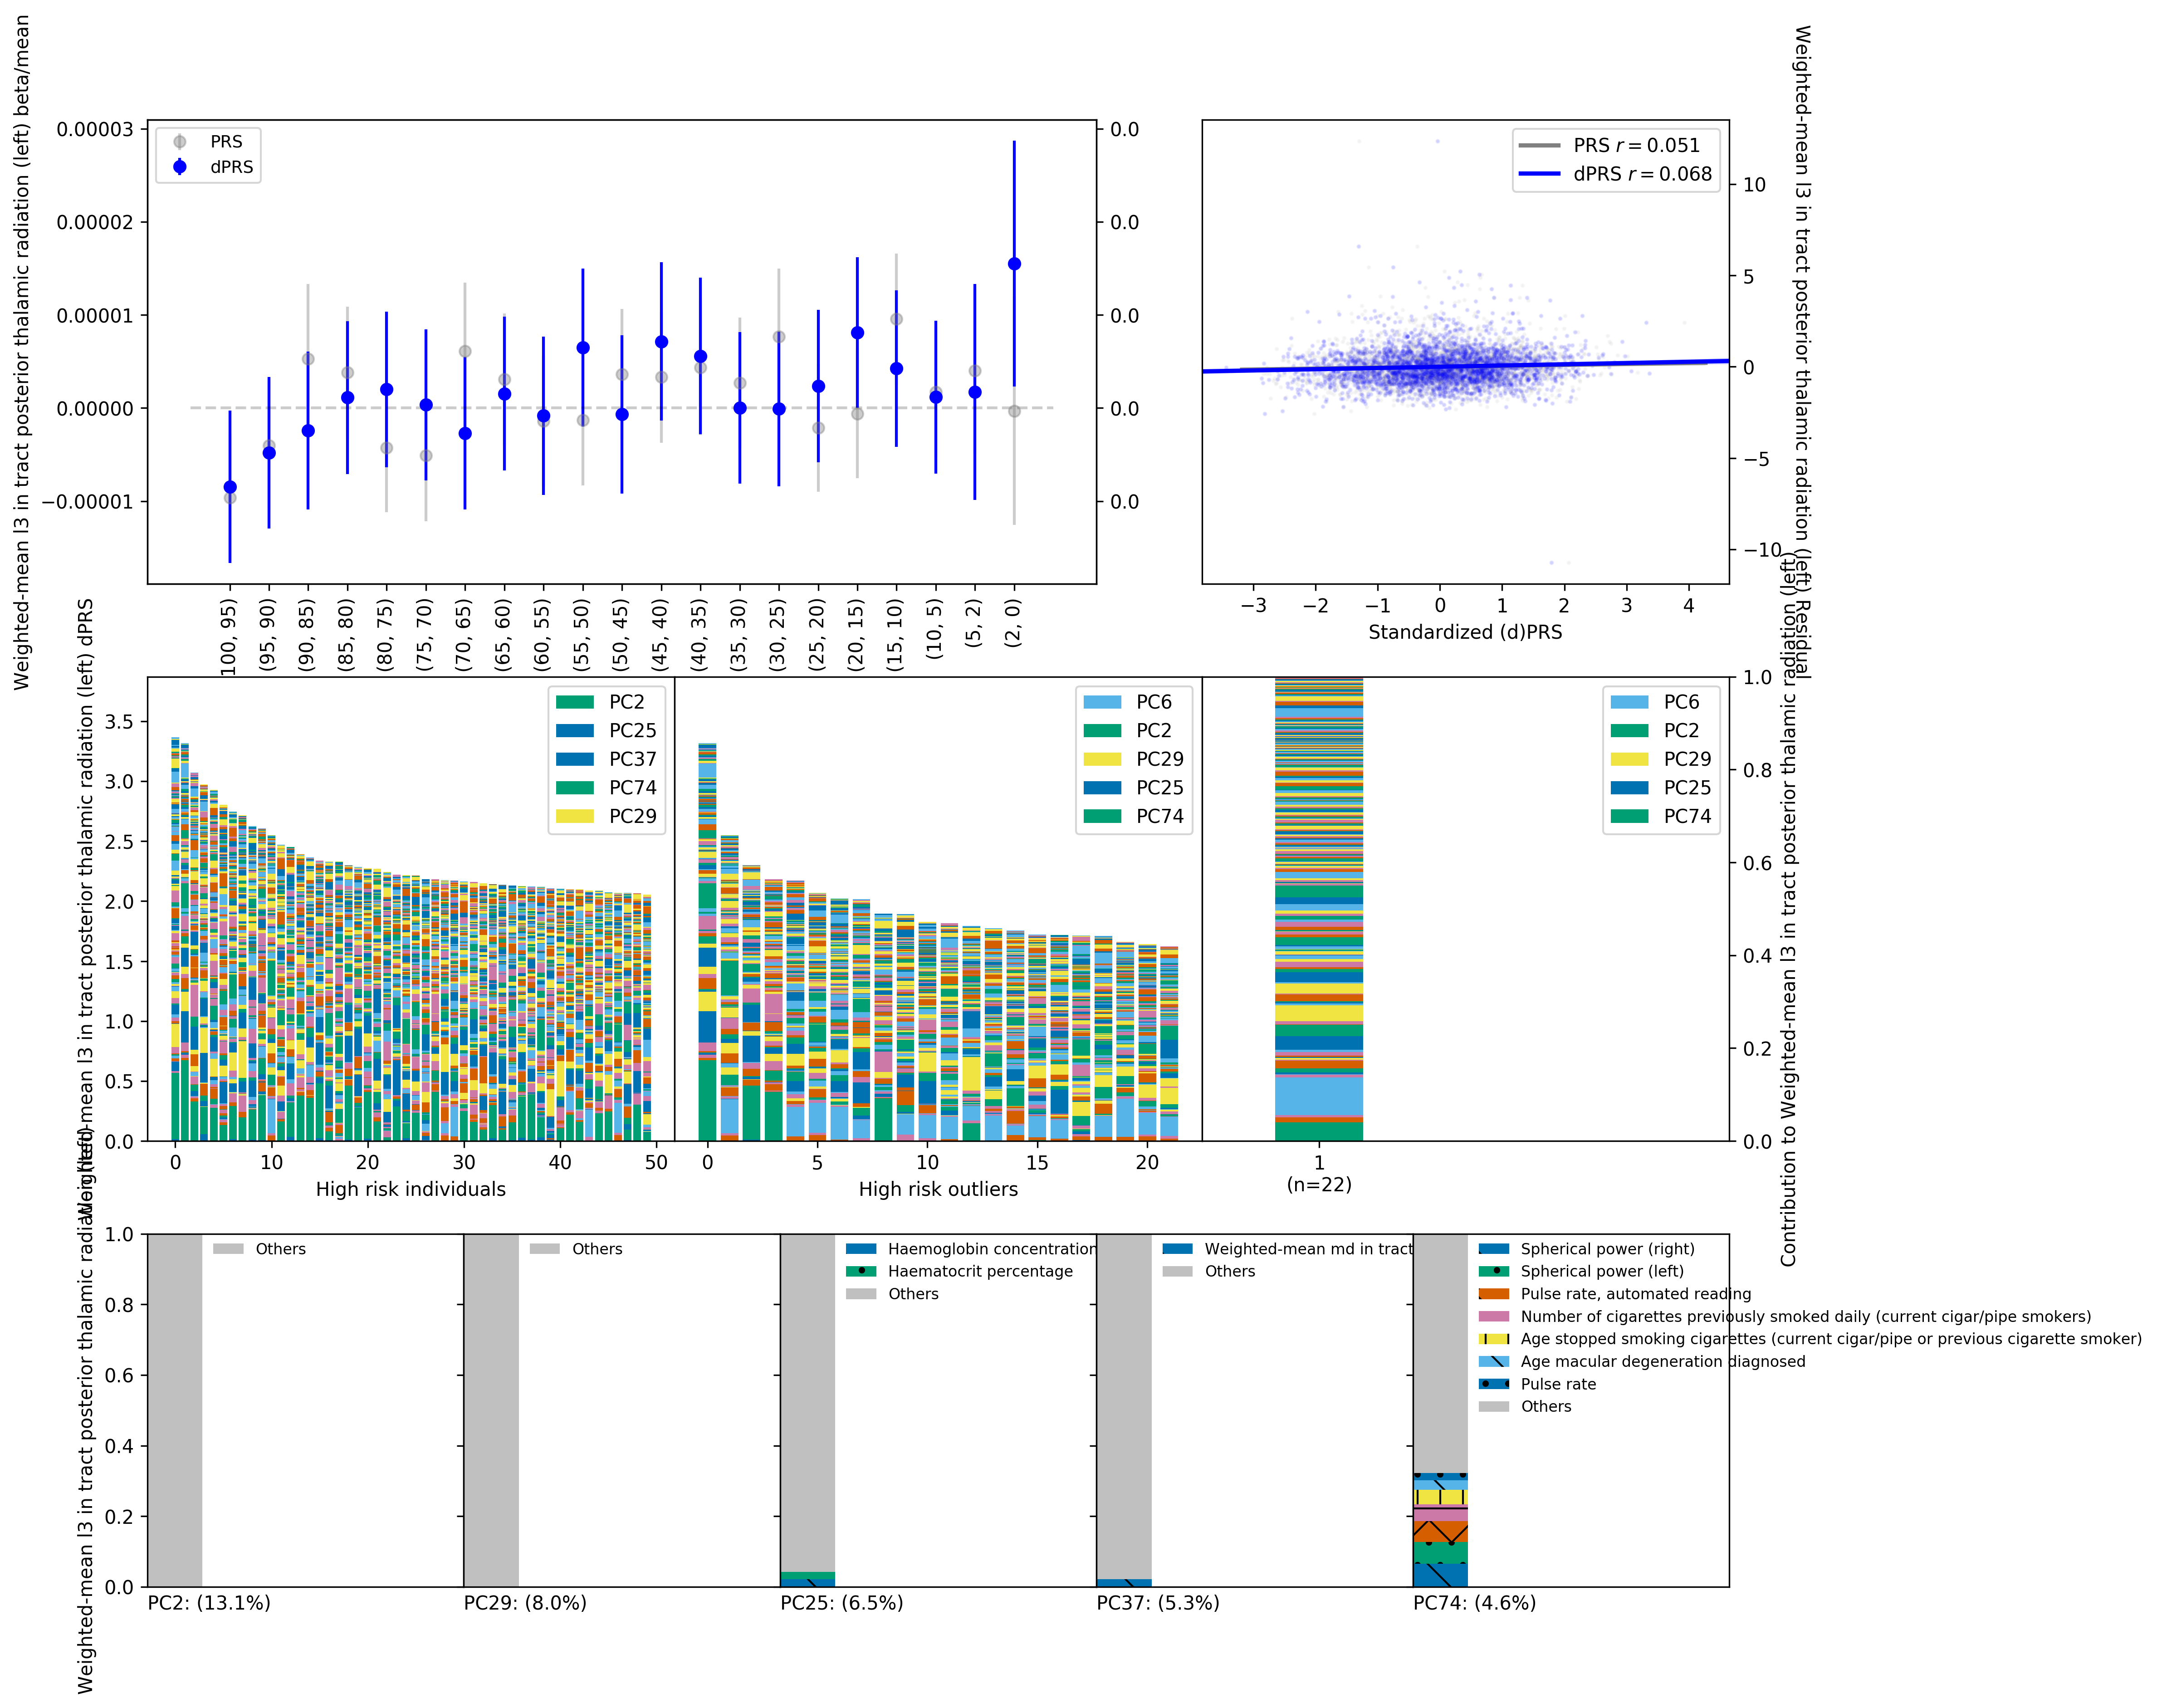 Weighted-mean l3 in tract posterior thalamic radiation (left) beta/mean
0.00003
0.00002
0.00001
0.00000
−0.00001
PRS
dPRS
0.0
0.0
0.0
0.0
0.0
100, 95)
(95, 90)
(90, 85)
(85, 80)
(80, 75)
(75, 70)
(70, 65)
(65, 60)
(60, 55)
(55, 50)
(50, 45)
(45, 40)
(40, 35)
(35, 30)
(30, 25)
(25, 20)
(20, 15)
(15, 10)
(10, 5)
(5, 2)
(2, 0)
PRS r = 0.051
dPRS r = 0.068
10
5
0
−5
−10
−3
−2
−1
0
1
2
3
4
Standardized (d)PRS
Weighted-mean l3 in tract posterior thalamic radiation (left) Residual
Weighted-mean l3 in tract posterior thalamic radiation (left) dPRS
3.5
3.0
2.5
2.0
1.5
1.0
0.5
0.0
PC2
PC25
PC37
PC74
PC29
0
10
20
30
40
50
High risk individuals
PC6
PC2
PC29
PC25
PC74
0
5
10
15
20
High risk outliers
PC6
PC2
PC29
PC25
PC74
1
(n=22)
1.0
0.8
0.6
0.4
0.2
0.0
Contribution to Weighted-mean l3 in tract posterior thalamic radiation (left)
Weighted-mean l3 in tract posterior thalamic radiation (left)
1.0
0.8
0.6
0.4
0.2
0.0
Others
PC2: (13.1%)
Others
PC29: (8.0%)
Haemoglobin concentration
Haematocrit percentage
Others
PC25: (6.5%)
Weighted-mean md in tract
Others
PC37: (5.3%)
Spherical power (right)
Spherical power (left)
Pulse rate, automated reading
Number of cigarettes previously smoked daily (current cigar/pipe smokers)
Age stopped smoking cigarettes (current cigar/pipe or previous cigarette smoker)
Age macular degeneration diagnosed
Pulse rate
Others
PC74: (4.6%)